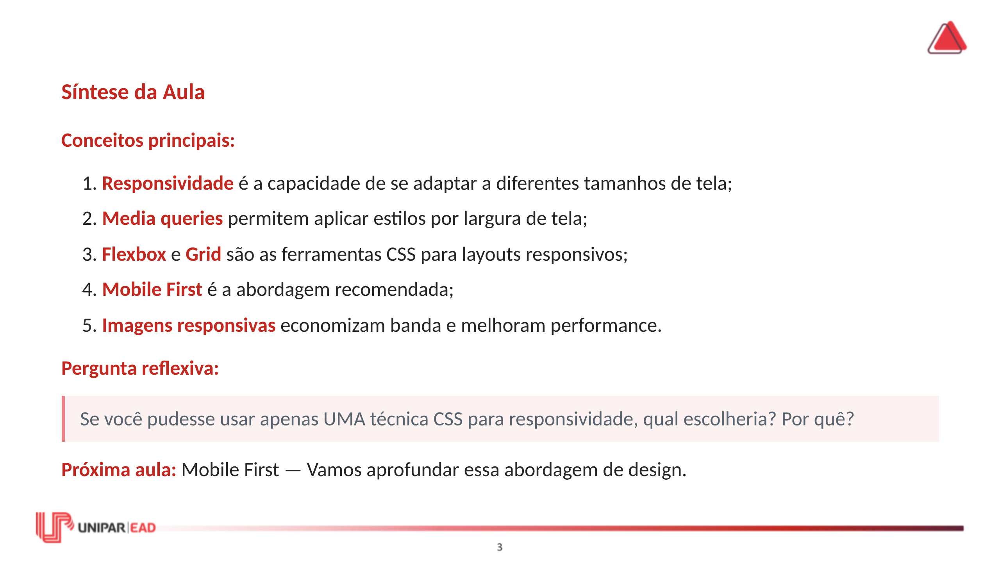 Síntese da Aula
Conceitos principais:
1. Responsividade é a capacidade de se adaptar a diferentes tamanhos de tela;
2. Media queries permitem aplicar estilos por largura de tela;
3. Flexbox e Grid são as ferramentas CSS para layouts responsivos;
4. Mobile First é a abordagem recomendada;
5. Imagens responsivas economizam banda e melhoram performance.
Pergunta reflexiva:
Se você pudesse usar apenas UMA técnica CSS para responsividade, qual escolheria? Por quê?
Próxima aula: Mobile First — Vamos aprofundar essa abordagem de design.
UNIPAR|EAD
3